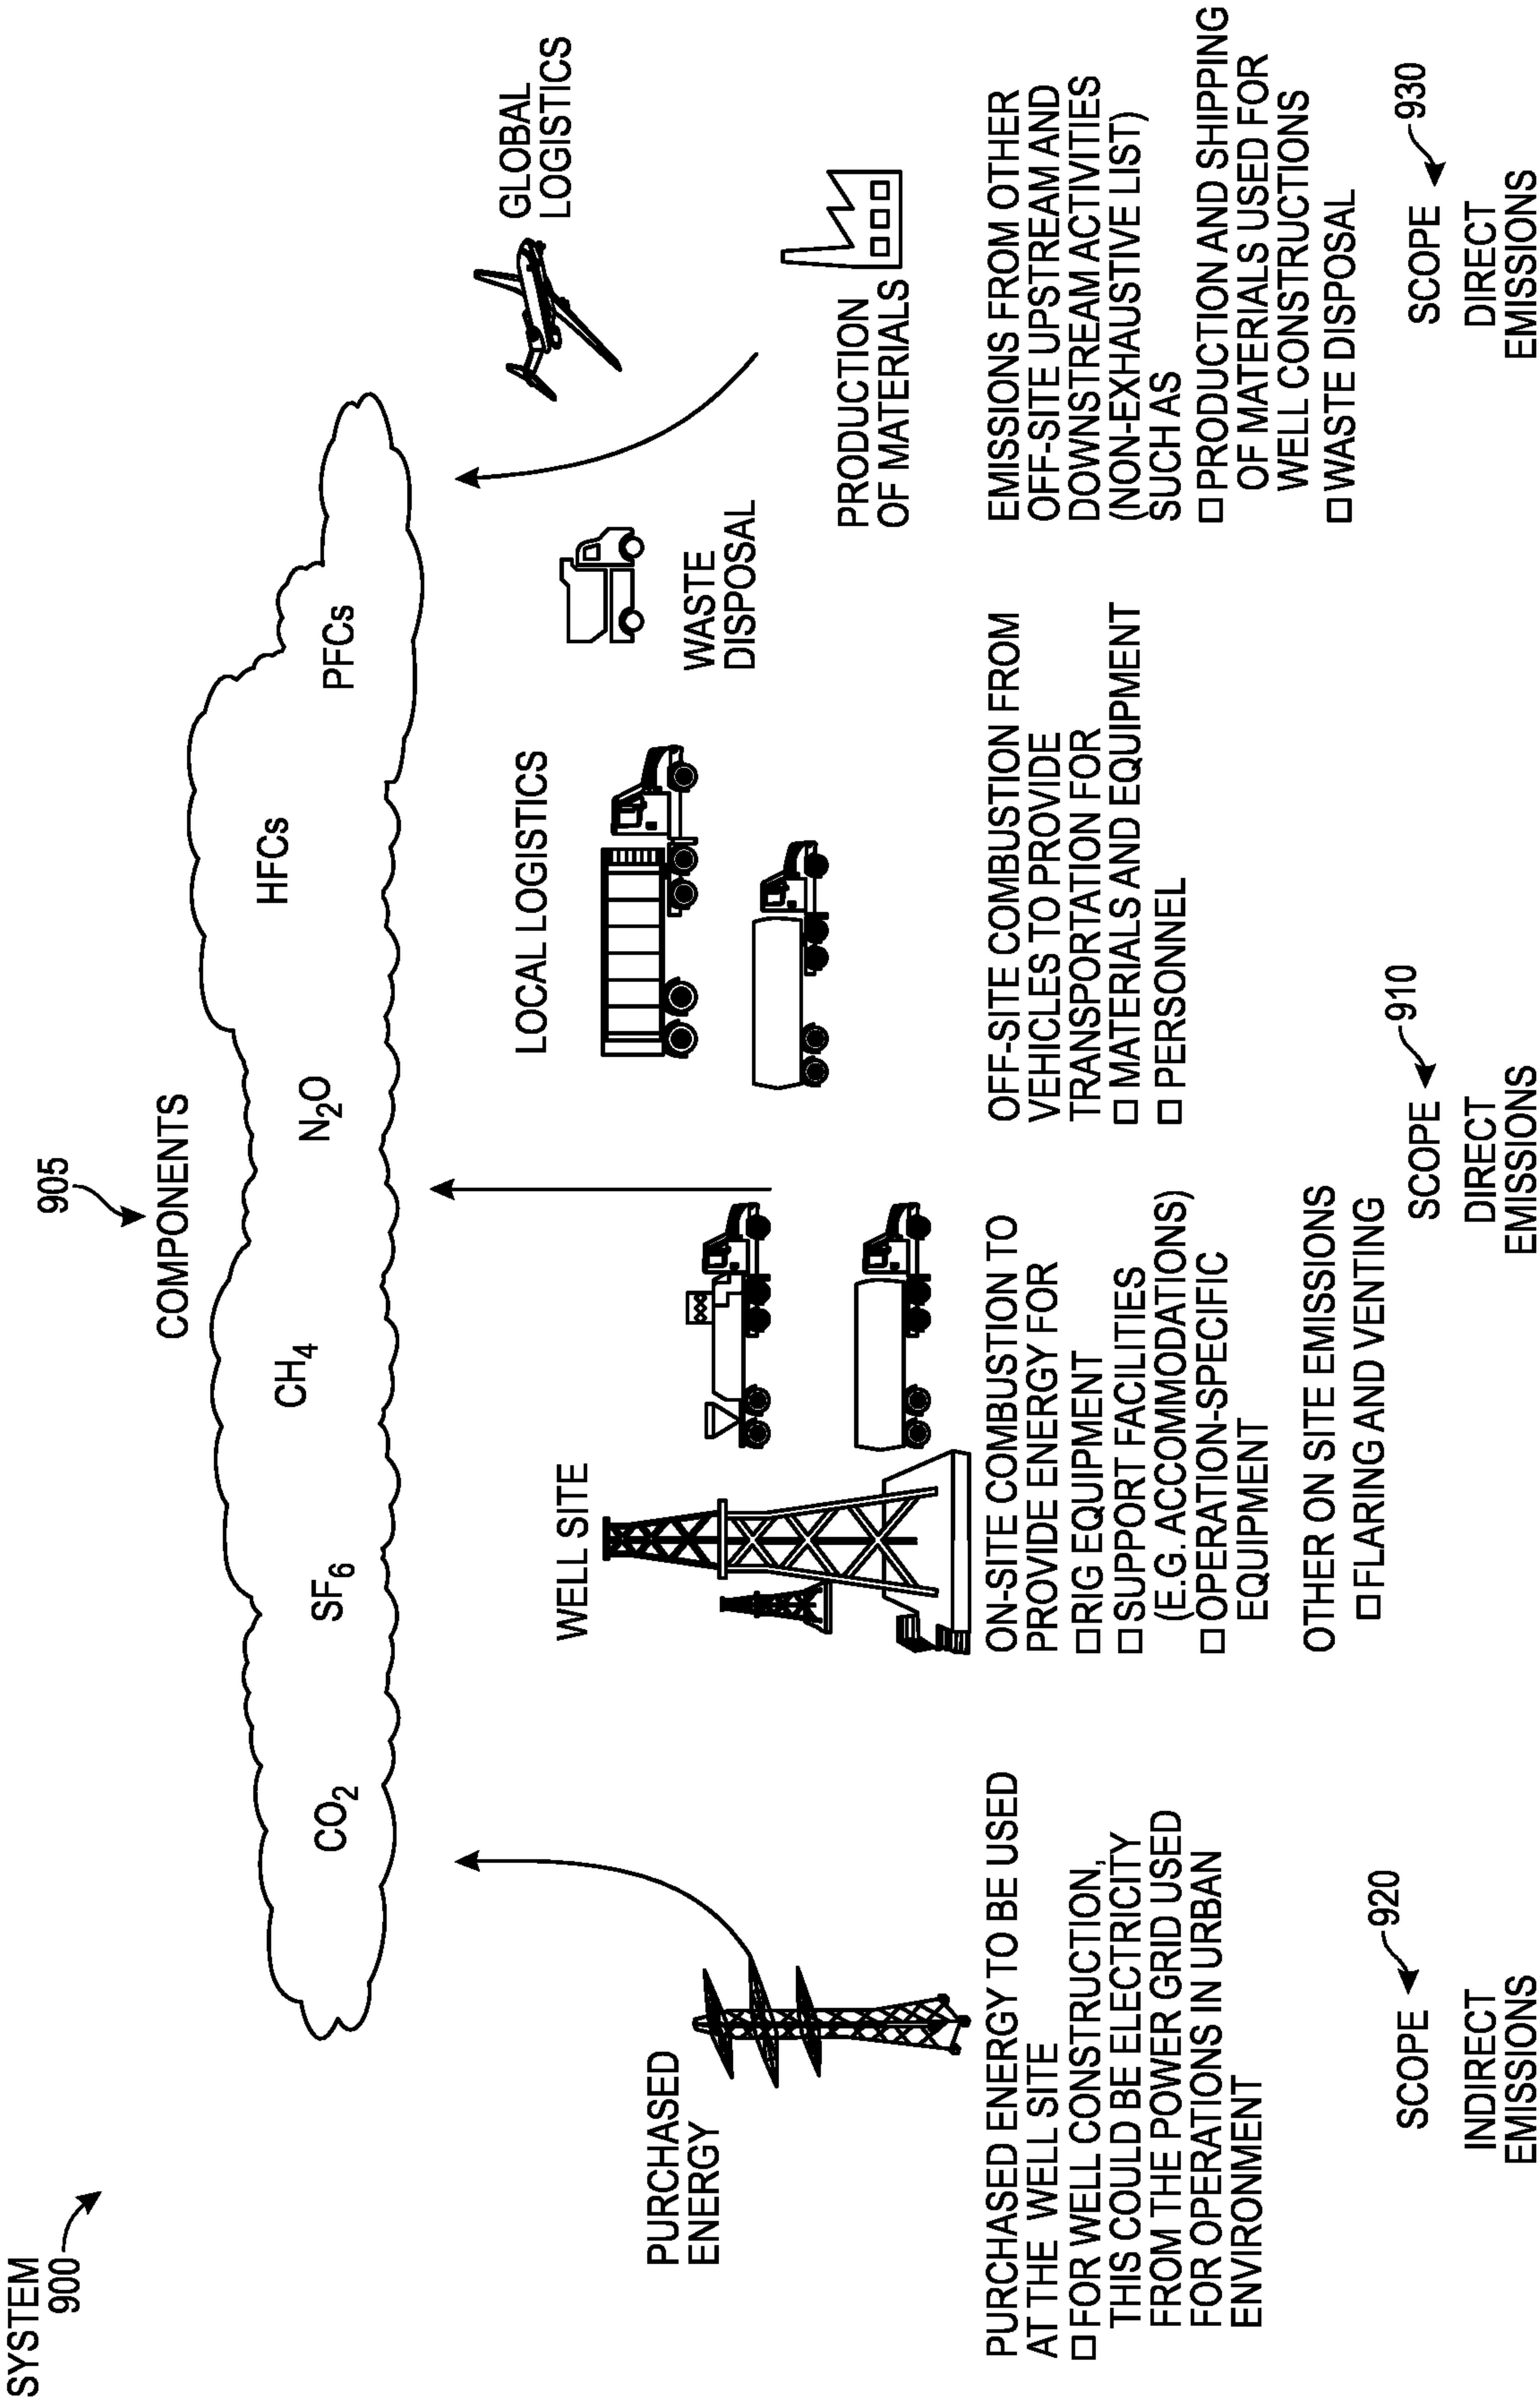 SYSTEM
900
905
COMPONENTS
CO2
SF6
CH4
N2O
HFCs
PFCs
PURCHASED
ENERGY
WELL SITE
LOCAL LOGISTICS
WASTE
DISPOSAL
GLOBAL
LOGISTICS
PRODUCTION
OF MATERIALS
PURCHASED ENERGY TO BE USED
AT THE WELL SITE
☐ FOR WELL CONSTRUCTION,
THIS COULD BE ELECTRICITY
FROM THE POWER GRID USED
FOR OPERATIONS IN URBAN
ENVIRONMENT
ON-SITE COMBUSTION TO
PROVIDE ENERGY FOR
☐ RIG EQUIPMENT
☐ SUPPORT FACILITIES
(E.G. ACCOMMODATIONS)
☐ OPERATION-SPECIFIC
EQUIPMENT
OTHER ON SITE EMISSIONS
☐ FLARING AND VENTING
OFF-SITE COMBUSTION FROM
VEHICLES TO PROVIDE
TRANSPORTATION FOR
☐ MATERIALS AND EQUIPMENT
☐ PERSONNEL
EMISSIONS FROM OTHER
OFF-SITE UPSTREAM AND
DOWNSTREAM ACTIVITIES
(NON-EXHAUSTIVE LIST)
SUCH AS
☐ PRODUCTION AND SHIPPING
OF MATERIALS USED FOR
WELL CONSTRUCTIONS
☐ WASTE DISPOSAL
920
SCOPE
INDIRECT
EMISSIONS
910
SCOPE
DIRECT
EMISSIONS
930
SCOPE
DIRECT
EMISSIONS